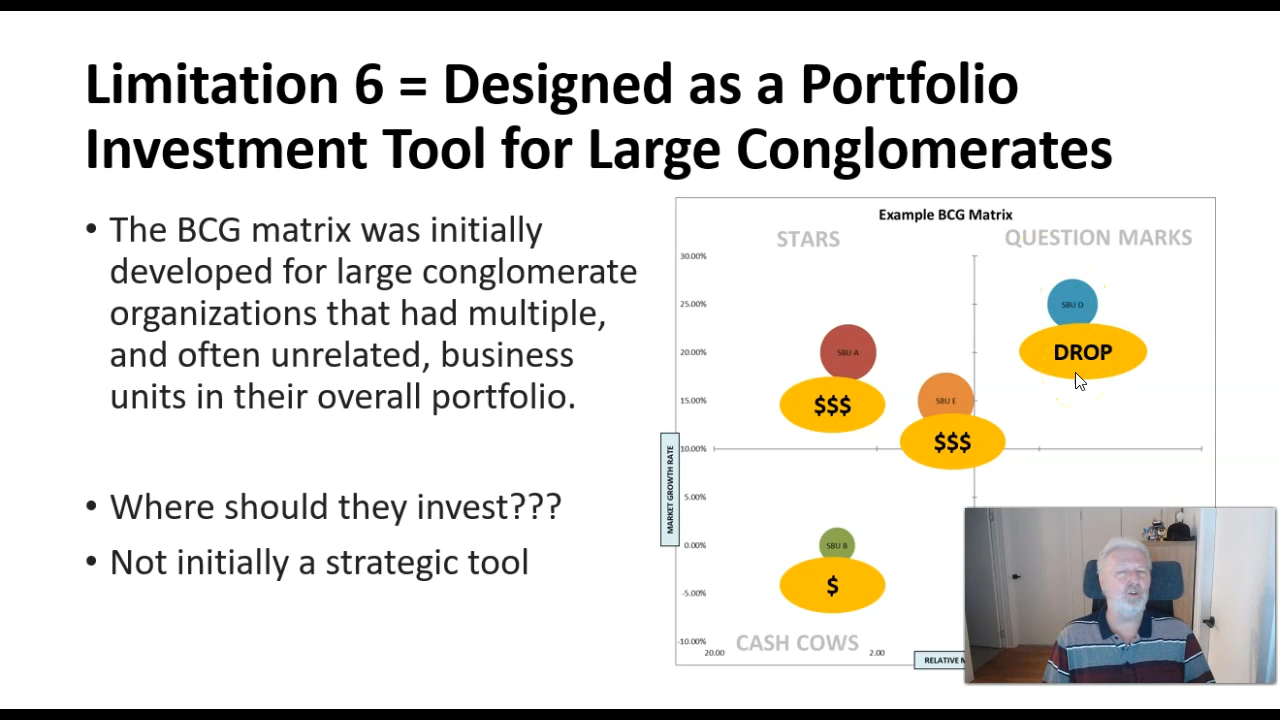 Limitation 6 = Designed as a Portfolio
Investment Tool for Large Conglomerates
• The BCG matrix was initially
developed for large conglomerate
organizations that had multiple,
and often unrelated, business
units in their overall portfolio.
• Where should they invest???
• Not initially a strategic tool
Example BCG Matrix
STARS
QUESTION MARKS
30.00%
25.00%
SBU D
20.00%
SBU A
DROP
15.00%
SBU E
$$$
$$$
10.00%
MARKET GROWTH RATE
5.00%
0.00%
SBU B
-5.00%
$
-10.00%
CASH COWS
20.00
2.00
RELATIVE